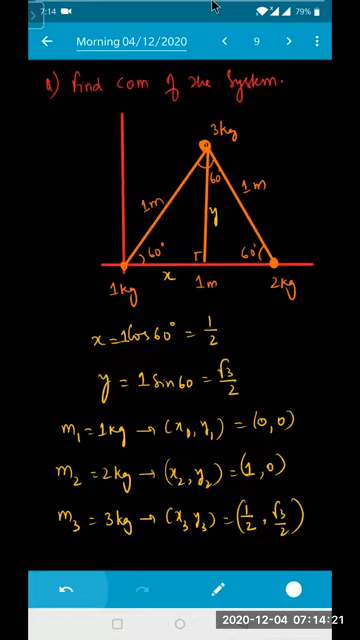 7:14
79%
Morning 04/12/2020
9
Q) Find COM of the System.
3kg
60
1m
1m
y
60°
60°
x
1kg
1m
2kg
x = 1Cos60° = 1/2
y = 1 Sin60 = √3/2
m₁ = 1kg → (x₁, y₁) = (0, 0)
m₂ = 2kg → (x₂, y₂) = (1, 0)
m₃ = 3kg → (x₃ y₃) = (1/2, √3/2)
2020-12-04 07:14:21